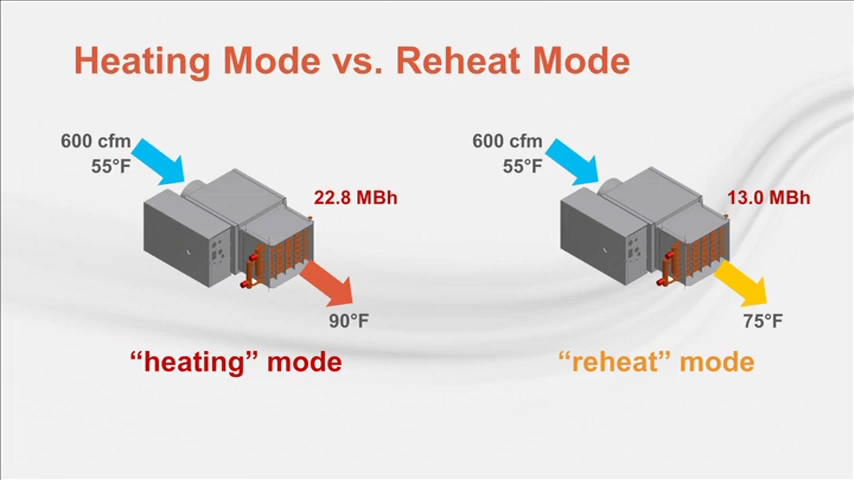 Heating Mode vs. Reheat Mode
600 cfm
55°F
22.8 MBh
90°F
“heating” mode
600 cfm
55°F
13.0 MBh
75°F
“reheat” mode